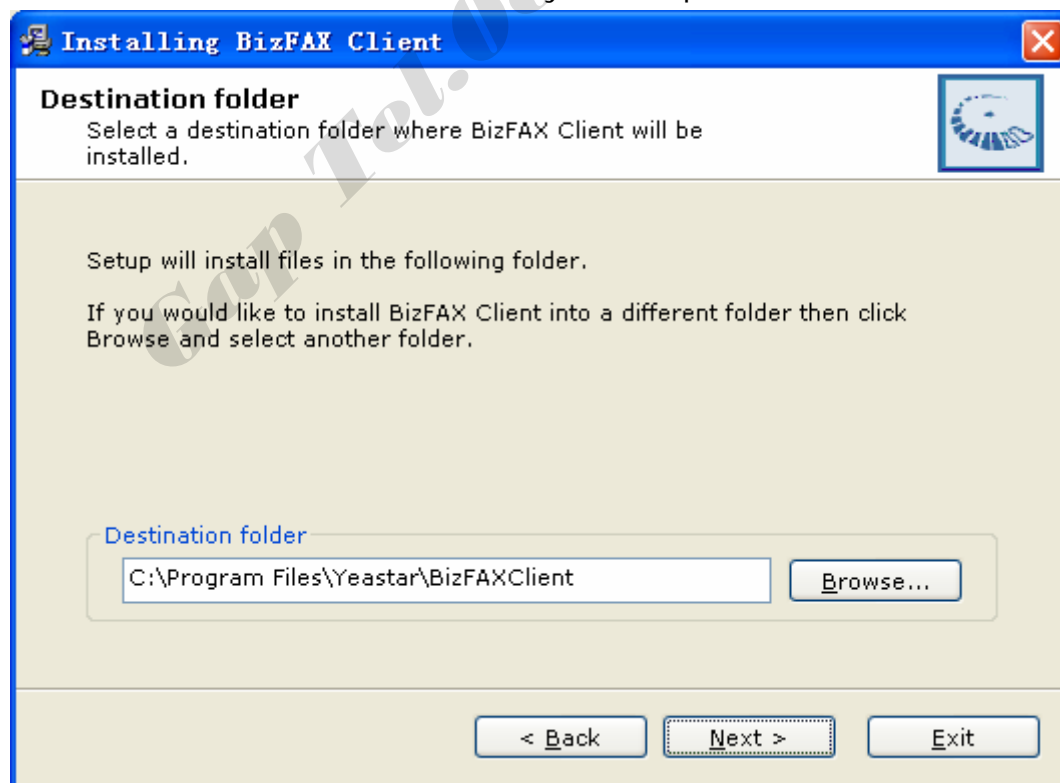 Installing BizFAX Client
Destination folder
Select a destination folder where BizFAX Client will be
installed.
Setup will install files in the following folder.
If you would like to install BizFAX Client into a different folder then click
Browse and select another folder.
Destination folder
C:\Program Files\Yeastar\BizFAXClient
Browse...
< Back
Next >
Exit
Gap Tel.